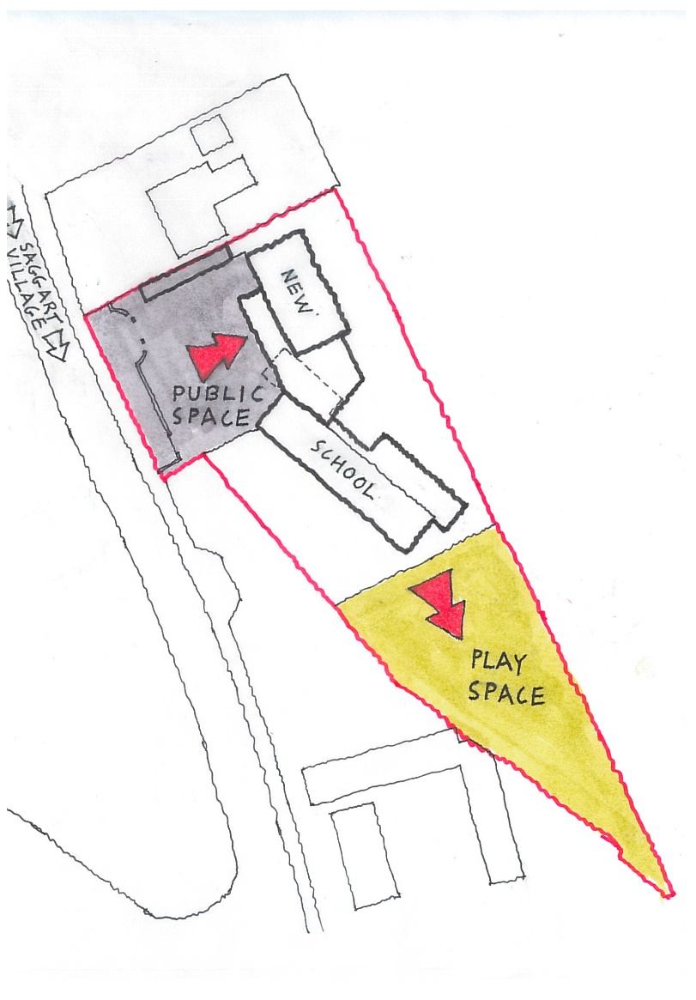 SAGGART
VILLAGE
NEW
PUBLIC
SPACE
SCHOOL
PLAY
SPACE